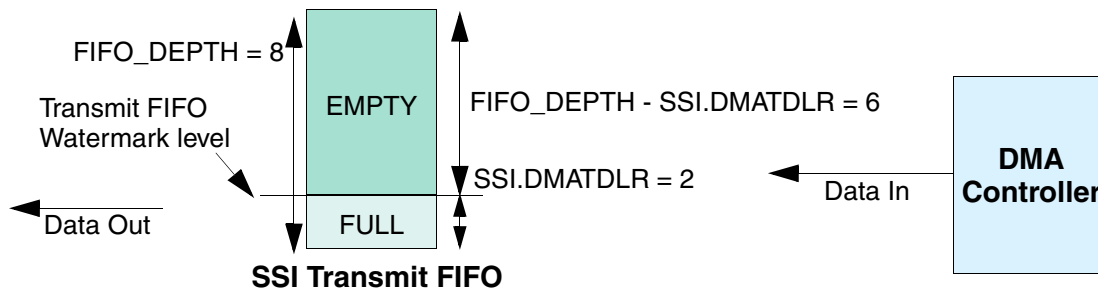 FIFO_DEPTH = 8
EMPTY
FIFO_DEPTH - SSI.DMATDLR = 6
Transmit FIFO
Watermark level
SSI.DMATDLR = 2
DMA
Controller
Data In
Data Out
FULL
SSI Transmit FIFO